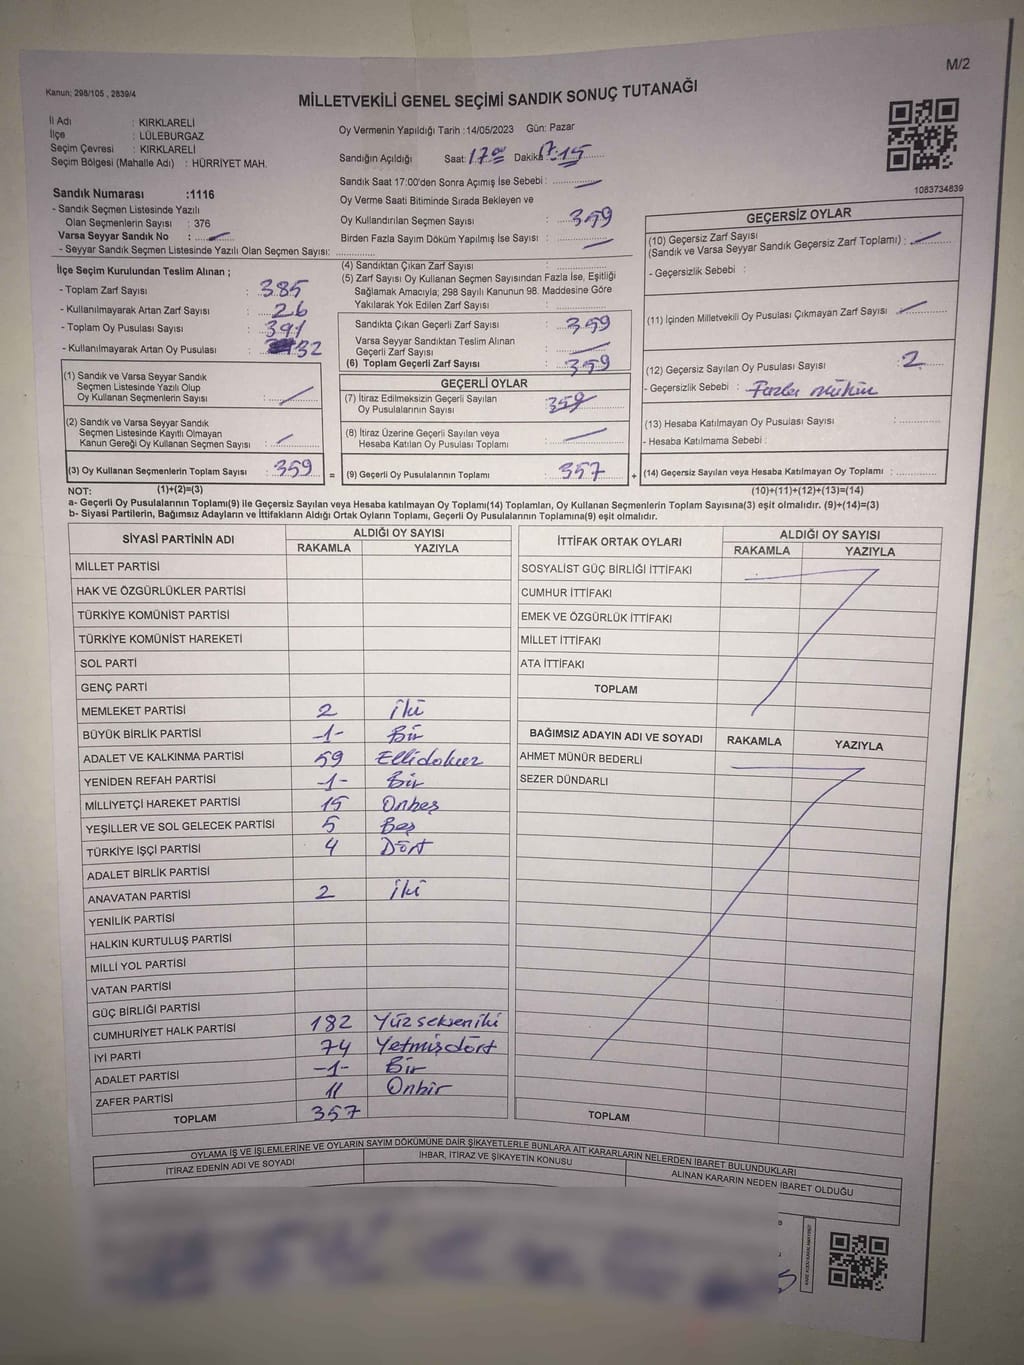 M/2
Kanun: 298/105 , 2839/4
MİLLETVEKİLİ GENEL SEÇİMİ SANDIK SONUÇ TUTANAĞI
İl Adı : KIRKLARELİ
İlçe : LÜLEBURGAZ
Seçim Çevresi : KIRKLARELİ
Seçim Bölgesi (Mahalle Adı) : HÜRRİYET MAH.
Sandık Numarası :1116
- Sandık Seçmen Listesinde Yazılı
Olan Seçmenlerin Sayısı : 376
Varsa Seyyar Sandık No :
- Seyyar Sandık Seçmen Listesinde Yazılı Olan Seçmen Sayısı:
İlçe Seçim Kurulundan Teslim Alınan ;
- Toplam Zarf Sayısı : 385
- Kullanılmayarak Artan Zarf Sayısı : 26
- Toplam Oy Pusulası Sayısı : 391
- Kullanılmayarak Artan Oy Pusulası : 32
(1) Sandık ve Varsa Seyyar Sandık
Seçmen Listesinde Yazılı Olup
Oy Kullanan Seçmenlerin Sayısı :
(2) Sandık ve Varsa Seyyar Sandık
Seçmen Listesinde Kayıtlı Olmayan
Kanun Gereği Oy Kullanan Seçmen Sayısı :
(3) Oy Kullanan Seçmenlerin Toplam Sayısı : 359
Oy Vermenin Yapıldığı Tarih :14/05/2023 Gün: Pazar
Sandığın Açıldığı Saat: 17.00 Dakika: 17:15
Sandık Saat 17:00'den Sonra Açımış İse Sebebi :
Oy Verme Saati Bitiminde Sırada Bekleyen ve
Oy Kullandırılan Seçmen Sayısı : 359
Birden Fazla Sayım Döküm Yapılmış İse Sayısı :
(4) Sandıktan Çıkan Zarf Sayısı :
(5) Zarf Sayısı Oy Kullanan Seçmen Sayısından Fazla İse, Eşitliği
Sağlamak Amacıyla; 298 Sayılı Kanunun 98. Maddesine Göre
Yakılarak Yok Edilen Zarf Sayısı :
Sandıkta Çıkan Geçerli Zarf Sayısı : 359
Varsa Seyyar Sandıktan Teslim Alınan
Geçerli Zarf Sayısı :
(6) Toplam Geçerli Zarf Sayısı : 359
GEÇERLİ OYLAR
(7) İtiraz Edilmeksizin Geçerli Sayılan
Oy Pusulalarının Sayısı :
(8) İtiraz Üzerine Geçerli Sayılan veya
Hesaba Katılan Oy Pusulası Toplamı :
= (9) Geçerli Oy Pusulalarının Toplamı : 357
1083734839
GEÇERSİZ OYLAR
(10) Geçersiz Zarf Sayısı
(Sandık ve Varsa Seyyar Sandık Geçersiz Zarf Toplamı) :
- Geçersizlik Sebebi :
(11) İçinden Milletvekili Oy Pusulası Çıkmayan Zarf Sayısı
(12) Geçersiz Sayılan Oy Pusulası Sayısı : 2
- Geçersizlik Sebebi : Fazla mühür
(13) Hesaba Katılmayan Oy Pusulası Sayısı :
- Hesaba Katılmama Sebebi :
+ (14) Geçersiz Sayılan veya Hesaba Katılmayan Oy Toplamı :
NOT: (1)+(2)=(3) (10)+(11)+(12)+(13)=(14)
a- Geçerli Oy Pusulalarının Toplamı(9) ile Geçersiz Sayılan veya Hesaba katılmayan Oy Toplamı(14) Toplamları, Oy Kullanan Seçmenlerin Toplam Sayısına(3) eşit olmalıdır. (9)+(14)=(3)
b- Siyasi Partilerin, Bağımsız Adayların ve İttifakların Aldığı Ortak Oyların Toplamı, Geçerli Oy Pusulalarının Toplamına(9) eşit olmalıdır.
SİYASİ PARTİNİN ADI ALDIĞI OY SAYISI
RAKAMLA YAZIYLA
MİLLET PARTİSİ
HAK VE ÖZGÜRLÜKLER PARTİSİ
TÜRKİYE KOMÜNİST PARTİSİ
TÜRKİYE KOMÜNİST HAREKETİ
SOL PARTİ
GENÇ PARTİ
MEMLEKET PARTİSİ 2 İki
BÜYÜK BİRLİK PARTİSİ -1- Bir
ADALET VE KALKINMA PARTİSİ 59 Ellidokuz
YENİDEN REFAH PARTİSİ -1- Bir
MİLLİYETÇİ HAREKET PARTİSİ 15 Onbeş
YEŞİLLER VE SOL GELECEK PARTİSİ 5 Beş
TÜRKİYE İŞÇİ PARTİSİ 4 Dört
ADALET BİRLİK PARTİSİ
ANAVATAN PARTİSİ 2 İki
YENİLİK PARTİSİ
HALKIN KURTULUŞ PARTİSİ
MİLLİ YOL PARTİSİ
VATAN PARTİSİ
GÜÇ BİRLİĞİ PARTİSİ
CUMHURİYET HALK PARTİSİ 182 Yüzsekseniki
İYİ PARTİ 74 Yetmişdört
ADALET PARTİSİ -1- Bir
ZAFER PARTİSİ 11 Onbir
TOPLAM 357
İTTİFAK ORTAK OYLARI ALDIĞI OY SAYISI
RAKAMLA YAZIYLA
SOSYALİST GÜÇ BİRLİĞİ İTTİFAKI
CUMHUR İTTİFAKI
EMEK VE ÖZGÜRLÜK İTTİFAKI
MİLLET İTTİFAKI
ATA İTTİFAKI
TOPLAM
BAĞIMSIZ ADAYIN ADI VE SOYADI RAKAMLA YAZIYLA
AHMET MÜNÜR BEDERLİ
SEZER DÜNDARLI
TOPLAM
OYLAMA İŞ VE İŞLEMLERİNE VE OYLARIN SAYIM DÖKÜMÜNE DAİR ŞİKAYETLERLE BUNLARA AİT KARARLARIN NELERDEN İBARET BULUNDUKLARI
İTİRAZ EDENİN ADI VE SOYADI İHBAR, İTİRAZ VE ŞİKAYETİN KONUSU ALINAN KARARIN NEDEN İBARET OLDUĞU